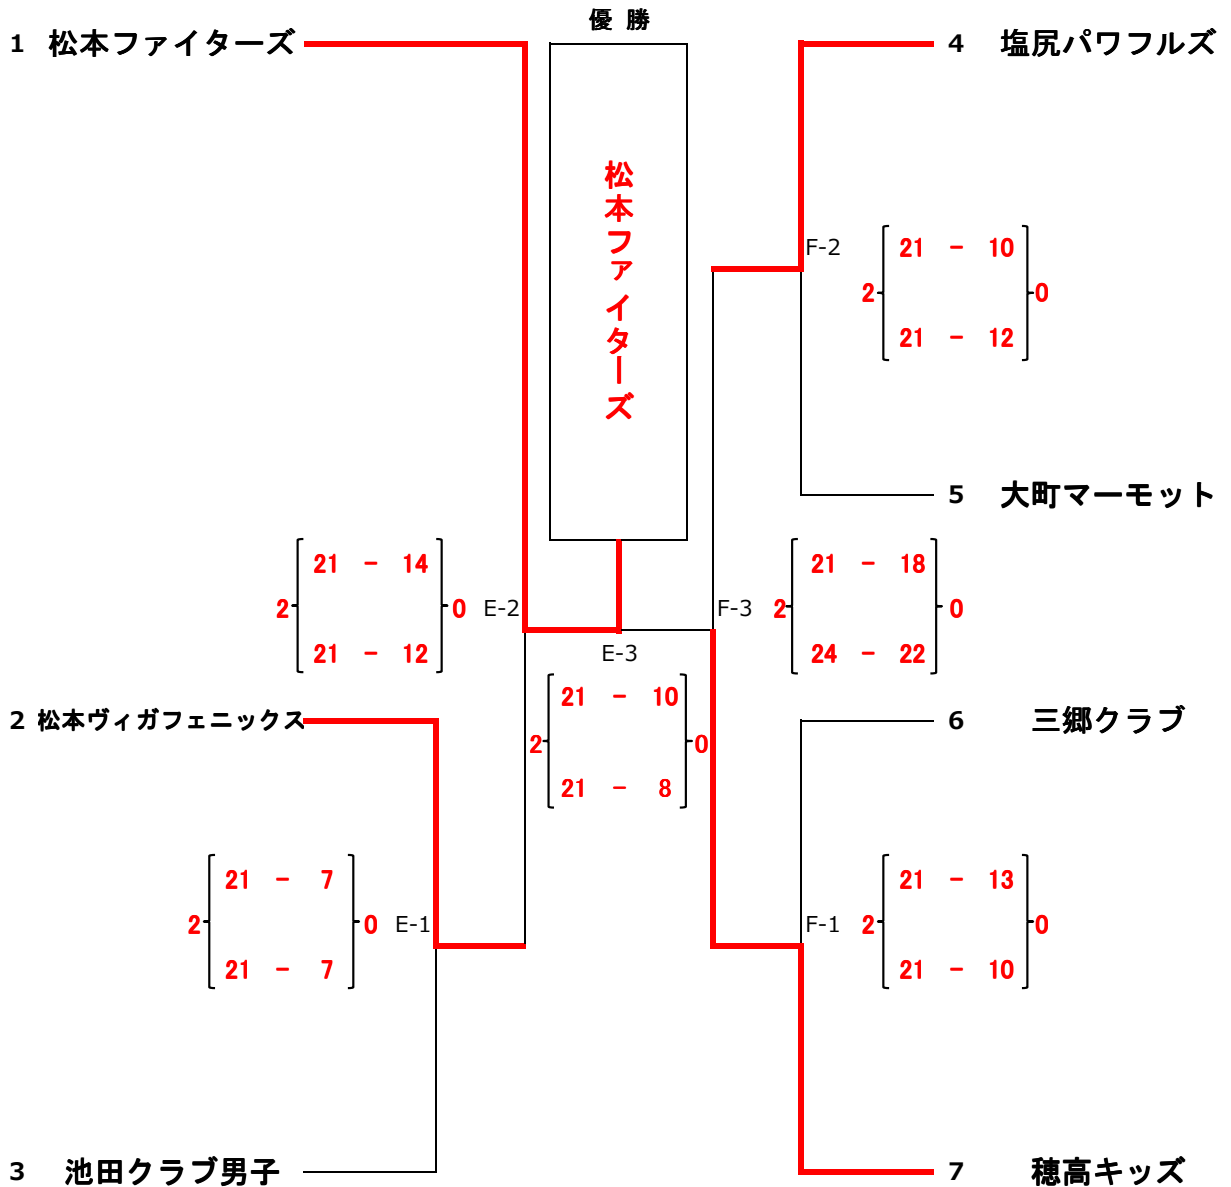 優 勝
1 松本ファイターズ
4 塩尻パワフルズ
松本ファイターズ
F-2
21 - 10
2 0
21 - 12
5 大町マーモット
21 - 14
2 0
21 - 12
E-2
F-3
21 - 18
2 0
24 - 22
E-3
21 - 10
2 0
21 - 8
2 松本ヴィガフェニックス
6 三郷クラブ
21 - 7
2 0
21 - 7
E-1
F-1
21 - 13
2 0
21 - 10
3 池田クラブ男子
7 穂高キッズ